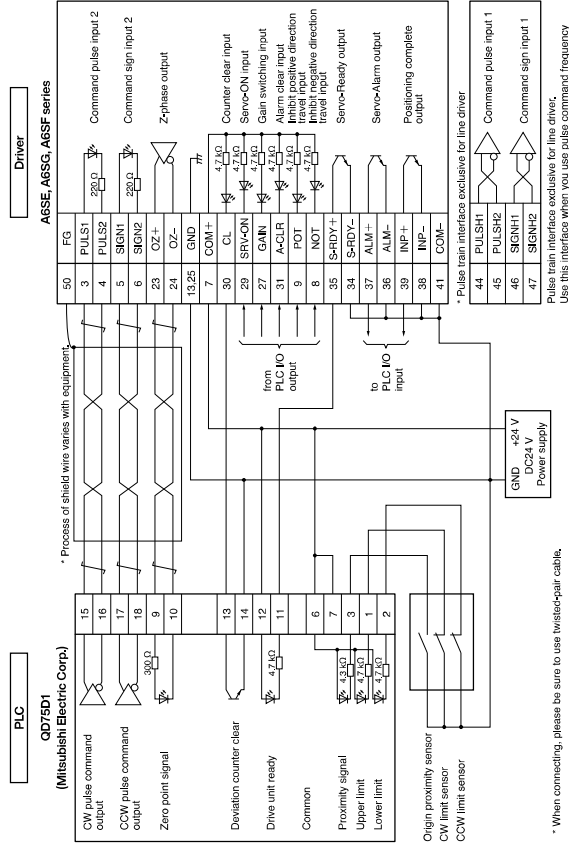 PLC
QD75D1
(Mitsubishi Electric Corp.)
CW pulse command
output
CCW pulse command
output
Zero point signal
Deviation counter clear
Drive unit ready
Common
Proximity signal
Upper limit
Lower limit
300 Ω
4.7 kΩ
4.3 kΩ
4.7 kΩ
4.7 kΩ
15
16
17
18
9
10
13
14
12
11
6
7
3
1
2
Origin proximity sensor
CW limit sensor
CCW limit sensor
* When connecting, please be sure to use twisted-pair cable.
* Process of shield wire varies with equipment.
from
PLC I/O
output
to
PLC I/O
input
GND +24 V
DC24 V
Power supply
Driver
A6SE, A6SG, A6SF series
50 FG
3 PULS1
4 PULS2
5 SIGN1
6 SIGN2
23 OZ+
24 OZ-
13,25 GND
7 COM+
30 CL
29 SRV-ON
27 GAIN
31 A-CLR
9 POT
8 NOT
35 S-RDY+
34 S-RDY-
37 ALM+
36 ALM-
39 INP+
38 INP-
41 COM-
220 Ω
220 Ω
4.7 kΩ
4.7 kΩ
4.7 kΩ
4.7 kΩ
4.7 kΩ
4.7 kΩ
Command pulse input 2
Command sign input 2
Z-phase output
Counter clear input
Servo-ON input
Gain switching input
Alarm clear input
Inhibit positive direction
travel input
Inhibit negative direction
travel input
Servo-Ready output
Servo-Alarm output
Positioning complete
output
* Pulse train interface exclusive for line driver
44 PULSH1
45 PULSH2
46 SIGNH1
47 SIGNH2
Command pulse input 1
Command sign input 1
Pulse train interface exclusive for line driver.
Use this interface when you use pulse command frequency